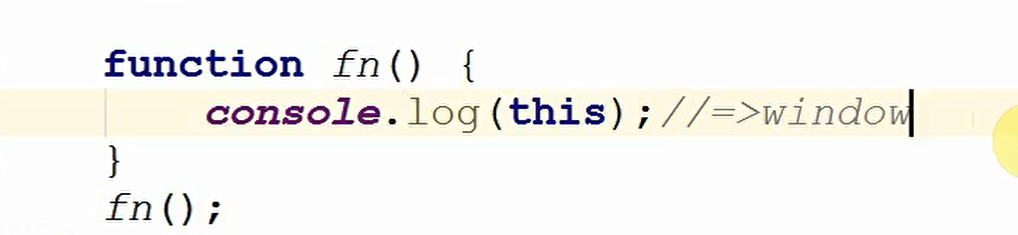 function fn() {
    console.log(this);//=>window
}
fn();